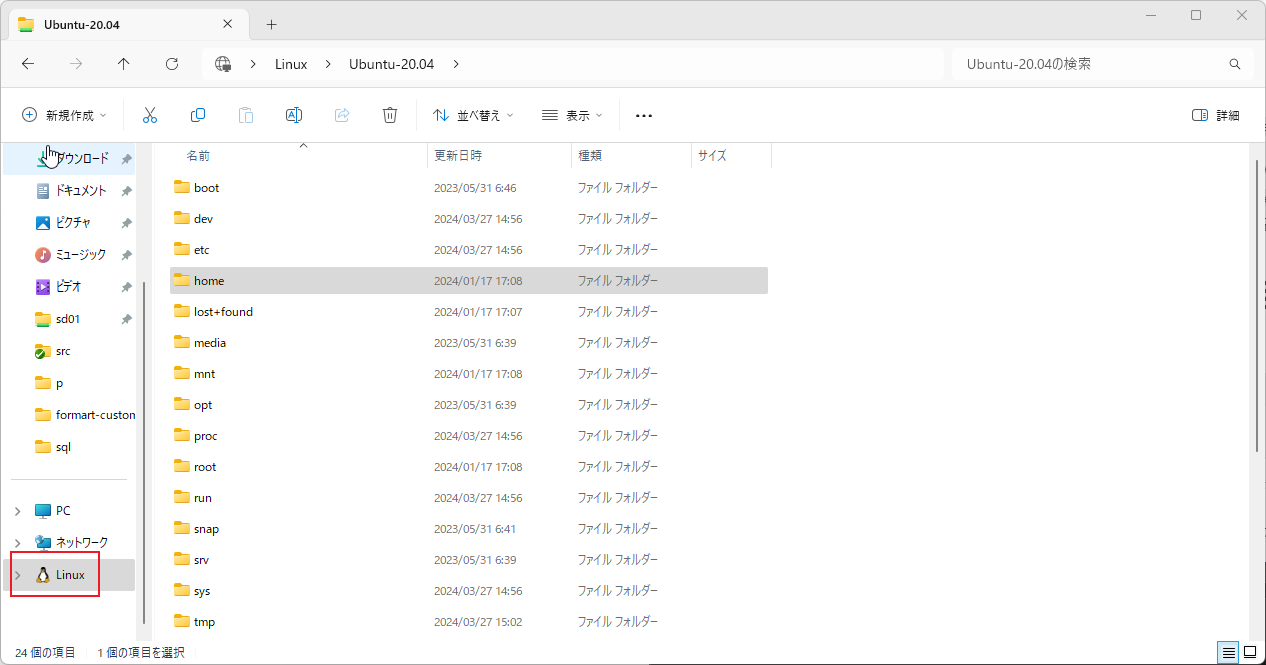 Ubuntu-20.04
Linux Ubuntu-20.04 Ubuntu-20.04の検索
新規作成 並べ替え 表示 詳細
名前 更新日時 種類 サイズ
ダウンロード
ドキュメント
ピクチャ
ミュージック
ビデオ
sd01
src
p
formart-custon
sql
PC
ネットワーク
Linux
boot 2023/05/31 6:46 ファイル フォルダー
dev 2024/03/27 14:56 ファイル フォルダー
etc 2024/03/27 14:56 ファイル フォルダー
home 2024/01/17 17:08 ファイル フォルダー
lost+found 2024/01/17 17:07 ファイル フォルダー
media 2023/05/31 6:39 ファイル フォルダー
mnt 2024/01/17 17:08 ファイル フォルダー
opt 2023/05/31 6:39 ファイル フォルダー
proc 2024/03/27 14:56 ファイル フォルダー
root 2024/01/17 17:08 ファイル フォルダー
run 2024/03/27 14:56 ファイル フォルダー
snap 2023/05/31 6:41 ファイル フォルダー
srv 2023/05/31 6:39 ファイル フォルダー
sys 2024/03/27 14:56 ファイル フォルダー
tmp 2024/03/27 15:02 ファイル フォルダー
24 個の項目 1 個の項目を選択